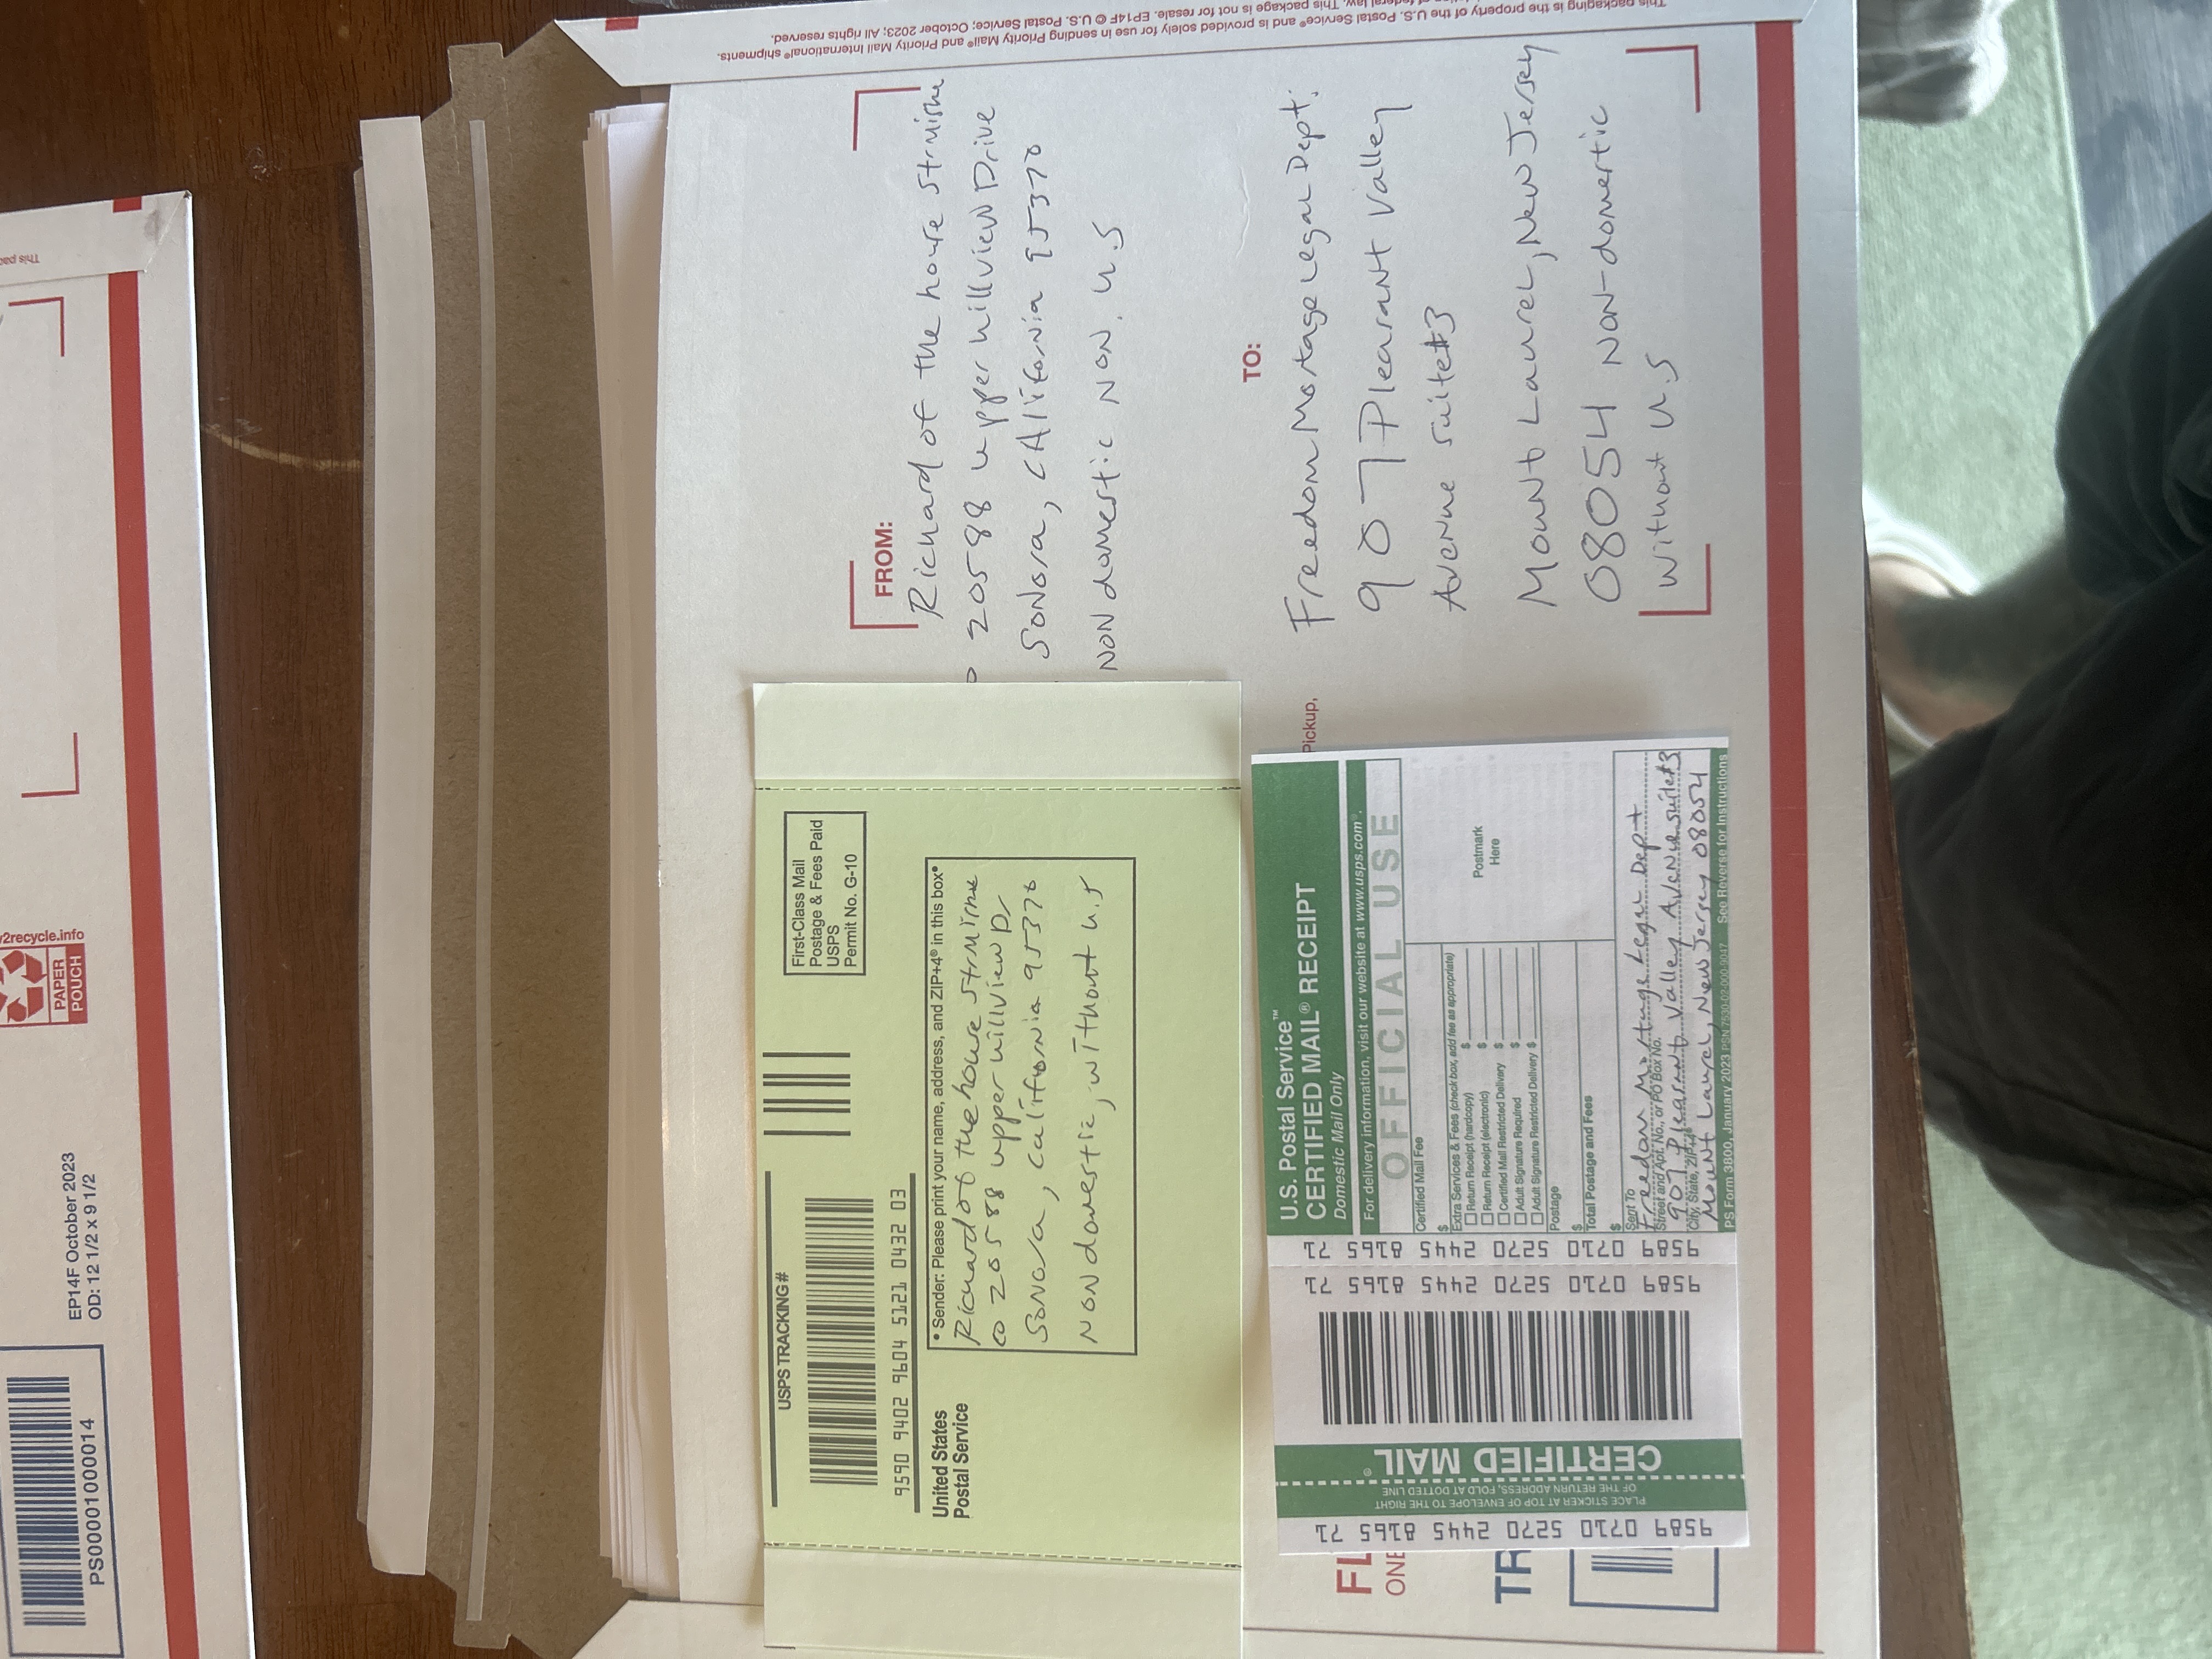 PS00001000014
EP14F October 2023
OD: 12 1/2 x 9 1/2
PAPER
POUCH
2recycle.info
USPS TRACKING #
9590 9402 9604 5121 0432 03
First-Class Mail
Postage & Fees Paid
USPS
Permit No. G-10
United States
Postal Service
• Sender: Please print your name, address, and ZIP+4® in this box•
Richard of the house
co 20588 upper hillview Dr
Sonora, California 95370
NON domestic, without U.S
FROM:
Richard of the house
20588 upper hillview Drive
Sonora, CAlifornia 95370
NON domestic NON. U.S
TO:
Freedom Mortage Legal Dept:
907 Pleasant Valley
Avenue Suite#3
Mount Laurel, New Jersey
08054 NON-domestic
Without U.S
Pickup,
FL
ONE
TR
9589 0710 5270 2445 8165 71
PLACE STICKER AT TOP OF ENVELOPE TO THE RIGHT
OF THE RETURN ADDRESS, FOLD AT DOTTED LINE
CERTIFIED MAIL®
9589 0710 5270 2445 8165 71
9589 0710 5270 2445 8165 71
U.S. Postal Service™
CERTIFIED MAIL® RECEIPT
Domestic Mail Only
For delivery information, visit our website at www.usps.com®.
OFFICIAL USE
Certified Mail Fee
$
Extra Services & Fees (check box, add fee as appropriate)
Return Receipt (hardcopy) $
Return Receipt (electronic) $
Certified Mail Restricted Delivery $
Adult Signature Required $
Adult Signature Restricted Delivery $
Postmark
Here
Postage
$
Total Postage and Fees
$
Sent To
Freedom Mortage Legal Dept
Street and Apt. No., or PO Box No.
907 Pleasant Valley Avenue suite#3
City, State, ZIP+4®
Mount Laurel, New Jersey 08054
PS Form 3800, January 2023 PSN 7530-02-000-9047 See Reverse for Instructions
This packaging is the property of the U.S. Postal Service® and is provided solely for use in sending Priority Mail® and Priority Mail International® shipments.
of federal law. This package is not for resale. EP14F © U.S. Postal Service; October 2023; All rights reserved.